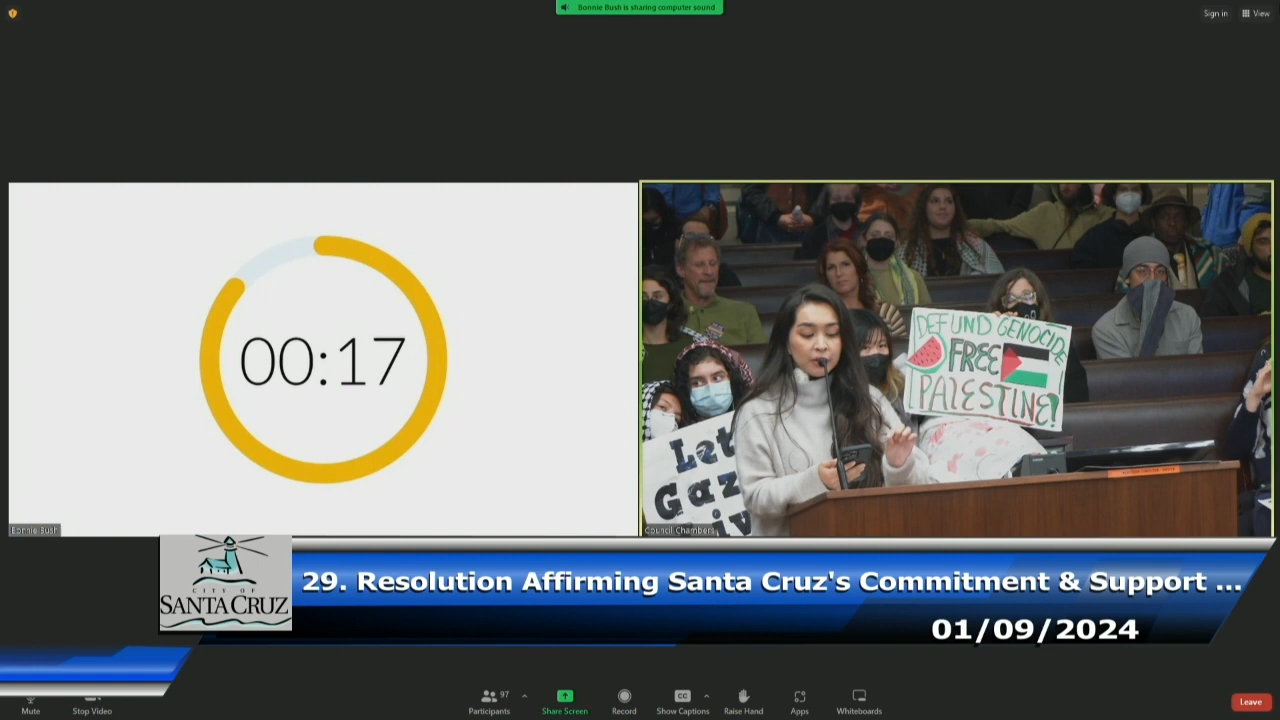 Bonnie Bush is sharing computer sound
Sign in
View
00:17
DEFUND GENOCIDE
FREE
PALESTINE!
Let
Gaz
iv
Bonnie Bush
Council Chambers
CITY OF
SANTA CRUZ
29. Resolution Affirming Santa Cruz's Commitment & Support ...
01/09/2024
Mute
Stop Video
Participants
97
Share Screen
Record
CC
Show Captions
Raise Hand
Apps
Whiteboards
Leave